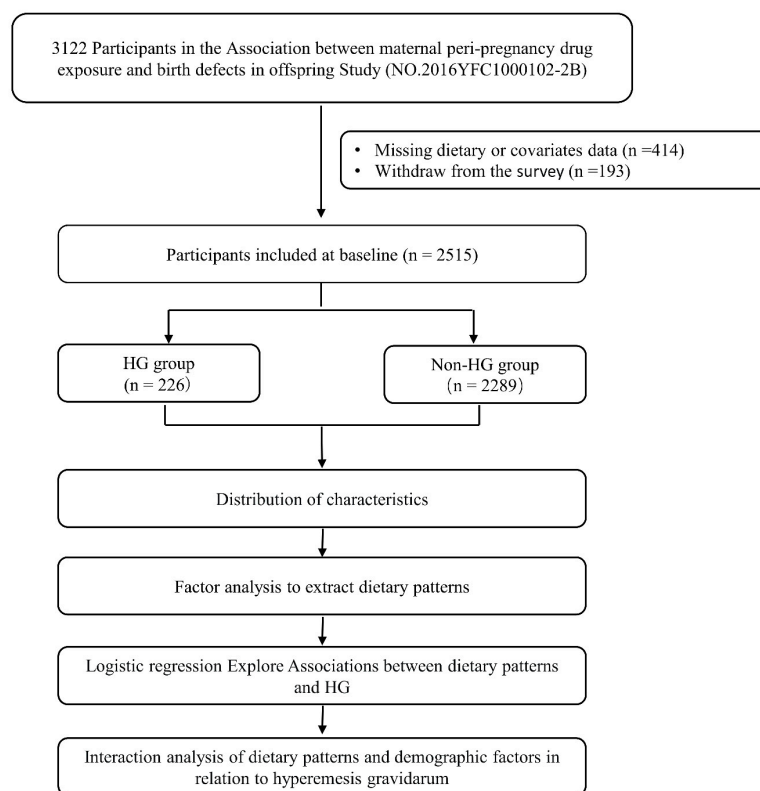 3122 Participants in the Association between maternal peri-pregnancy drug
exposure and birth defects in offspring Study (NO.2016YFC1000102-2B)
• Missing dietary or covariates data (n =414)
• Withdraw from the survey (n =193)
Participants included at baseline (n = 2515)
HG group
(n = 226）
Non-HG group
（n = 2289)
Distribution of characteristics
Factor analysis to extract dietary patterns
Logistic regression Explore Associations between dietary patterns
and HG
Interaction analysis of dietary patterns and demographic factors in
relation to hyperemesis gravidarum